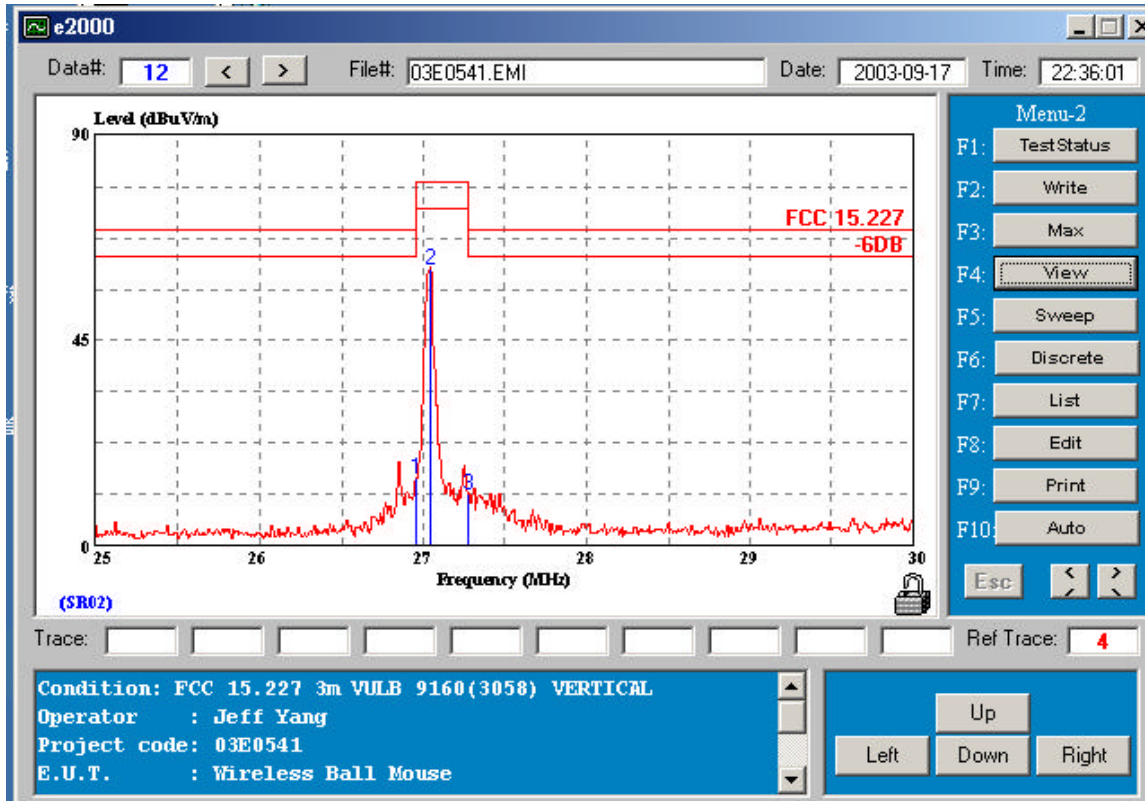 e2000
Data#: 12 < > File#: 03E0541.EMI Date: 2003-09-17 Time: 22:36:01
Level (dBuV/m)
90
45
0
FCC 15.227
-6DB
2
1
3
25 26 27 28 29 30
Frequency (MHz)
(SR02)
Menu-2
F1: TestStatus
F2: Write
F3: Max
F4: View
F5: Sweep
F6: Discrete
F7: List
F8: Edit
F9: Print
F10: Auto
Esc
Trace: Ref Trace: 4
Condition: FCC 15.227 3m VULB 9160(3058) VERTICAL
Operator : Jeff Yang
Project code: 03E0541
E.U.T. : Wireless Ball Mouse
Up
Left Down Right